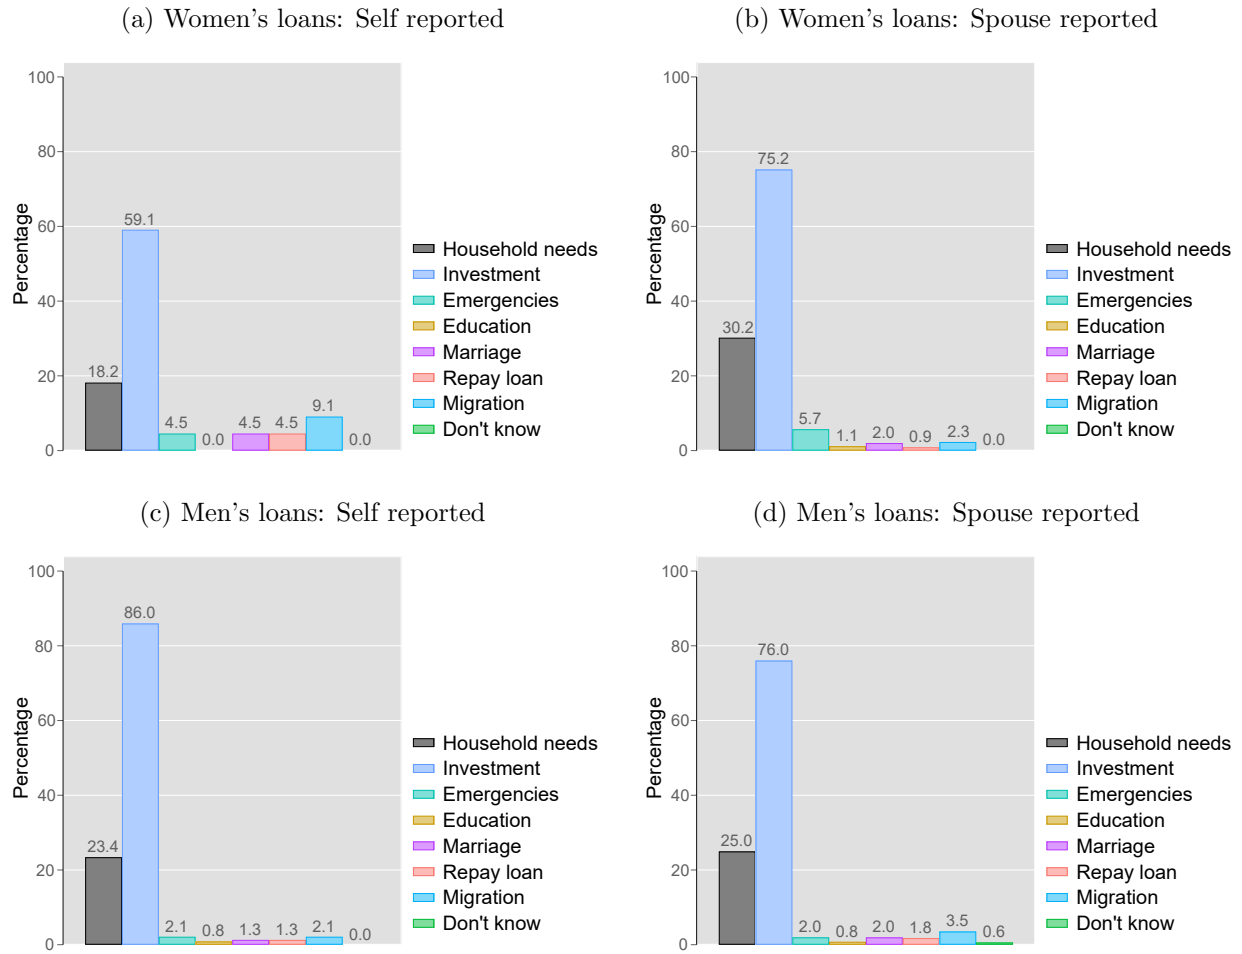 (a) Women's loans: Self reported
100
80
60
40
20
0
Percentage
18.2
59.1
4.5
0.0
4.5
4.5
9.1
0.0
Household needs
Investment
Emergencies
Education
Marriage
Repay loan
Migration
Don't know
(b) Women's loans: Spouse reported
100
80
60
40
20
0
Percentage
30.2
75.2
5.7
1.1
2.0
0.9
2.3
0.0
Household needs
Investment
Emergencies
Education
Marriage
Repay loan
Migration
Don't know
(c) Men's loans: Self reported
100
80
60
40
20
0
Percentage
23.4
86.0
2.1
0.8
1.3
1.3
2.1
0.0
Household needs
Investment
Emergencies
Education
Marriage
Repay loan
Migration
Don't know
(d) Men's loans: Spouse reported
100
80
60
40
20
0
Percentage
25.0
76.0
2.0
0.8
2.0
1.8
3.5
0.6
Household needs
Investment
Emergencies
Education
Marriage
Repay loan
Migration
Don't know